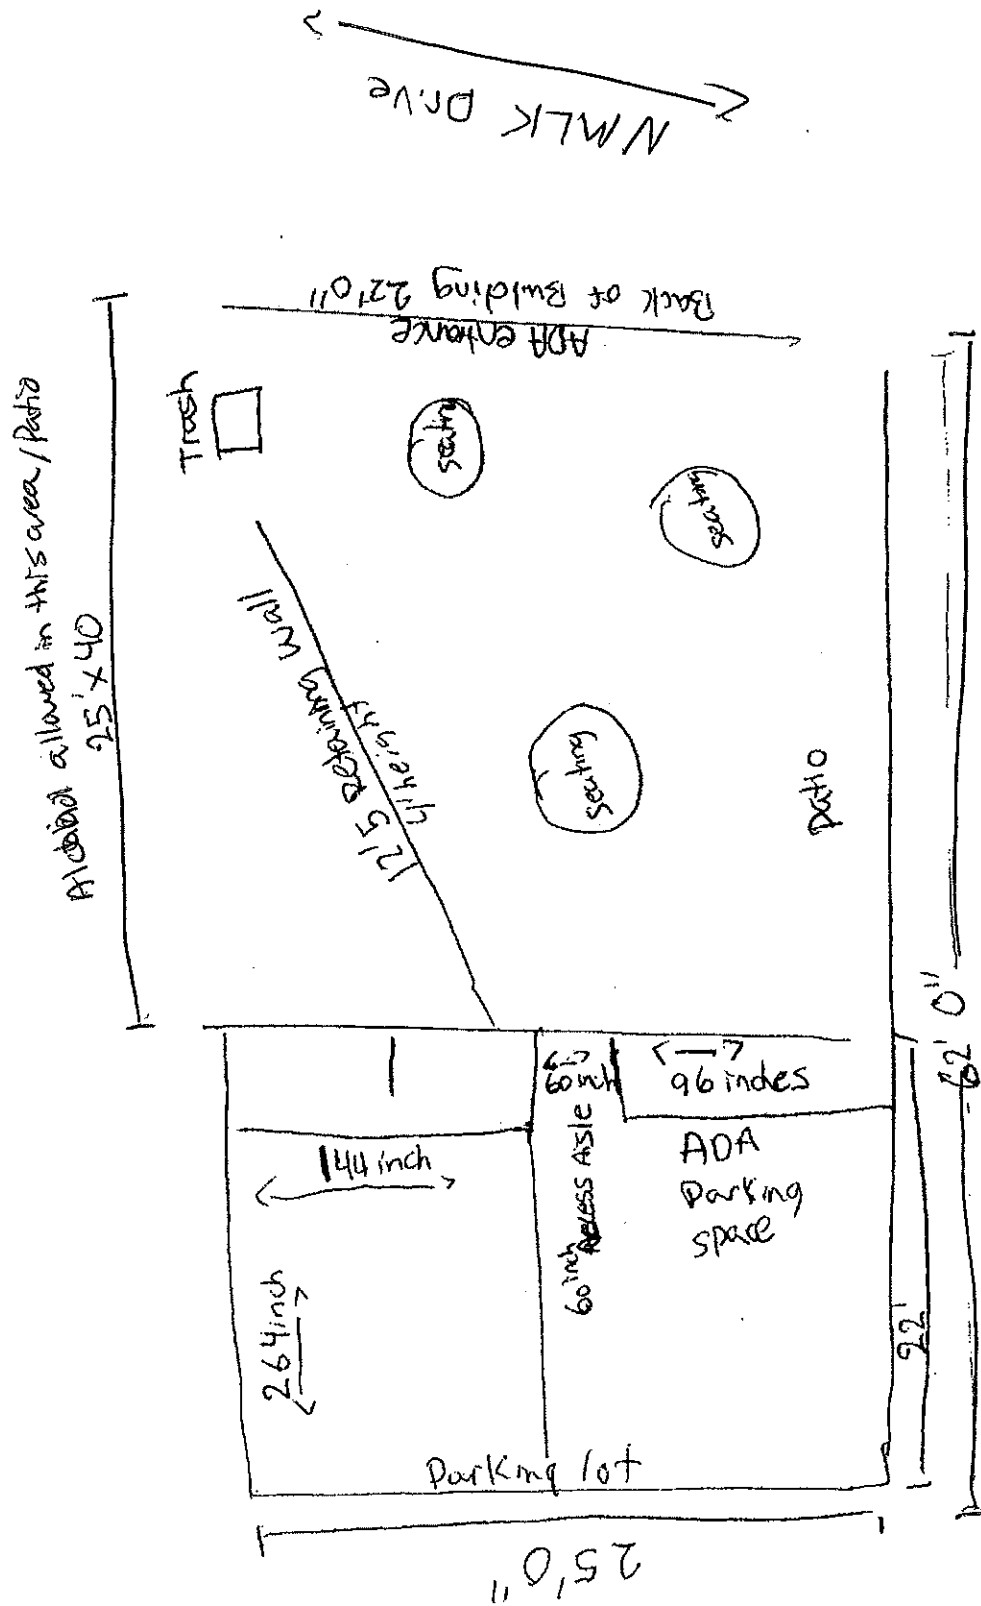 N MLK Drive
Back of Building 22'0"
ADA entrance
Alcohol allowed in this area/Patio
25' x 40
Trash
Seating
Seating
Seating
12'5 Retaining Wall
4' height
Patio
60 inch
96 indes
144 inch
60 inch Access Aisle
ADA
Parking
space
264 inch
Parking lot
22'
62' 0"
25'0"